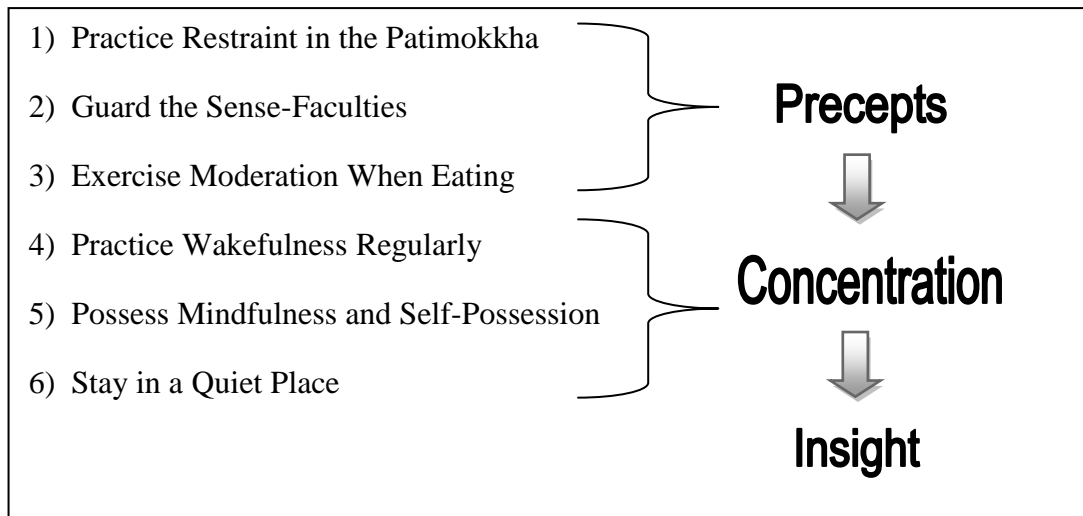 1) Practice Restraint in the Patimokkha
2) Guard the Sense-Faculties
3) Exercise Moderation When Eating
4) Practice Wakefulness Regularly
5) Possess Mindfulness and Self-Possession
6) Stay in a Quiet Place
Precepts
Concentration
Insight